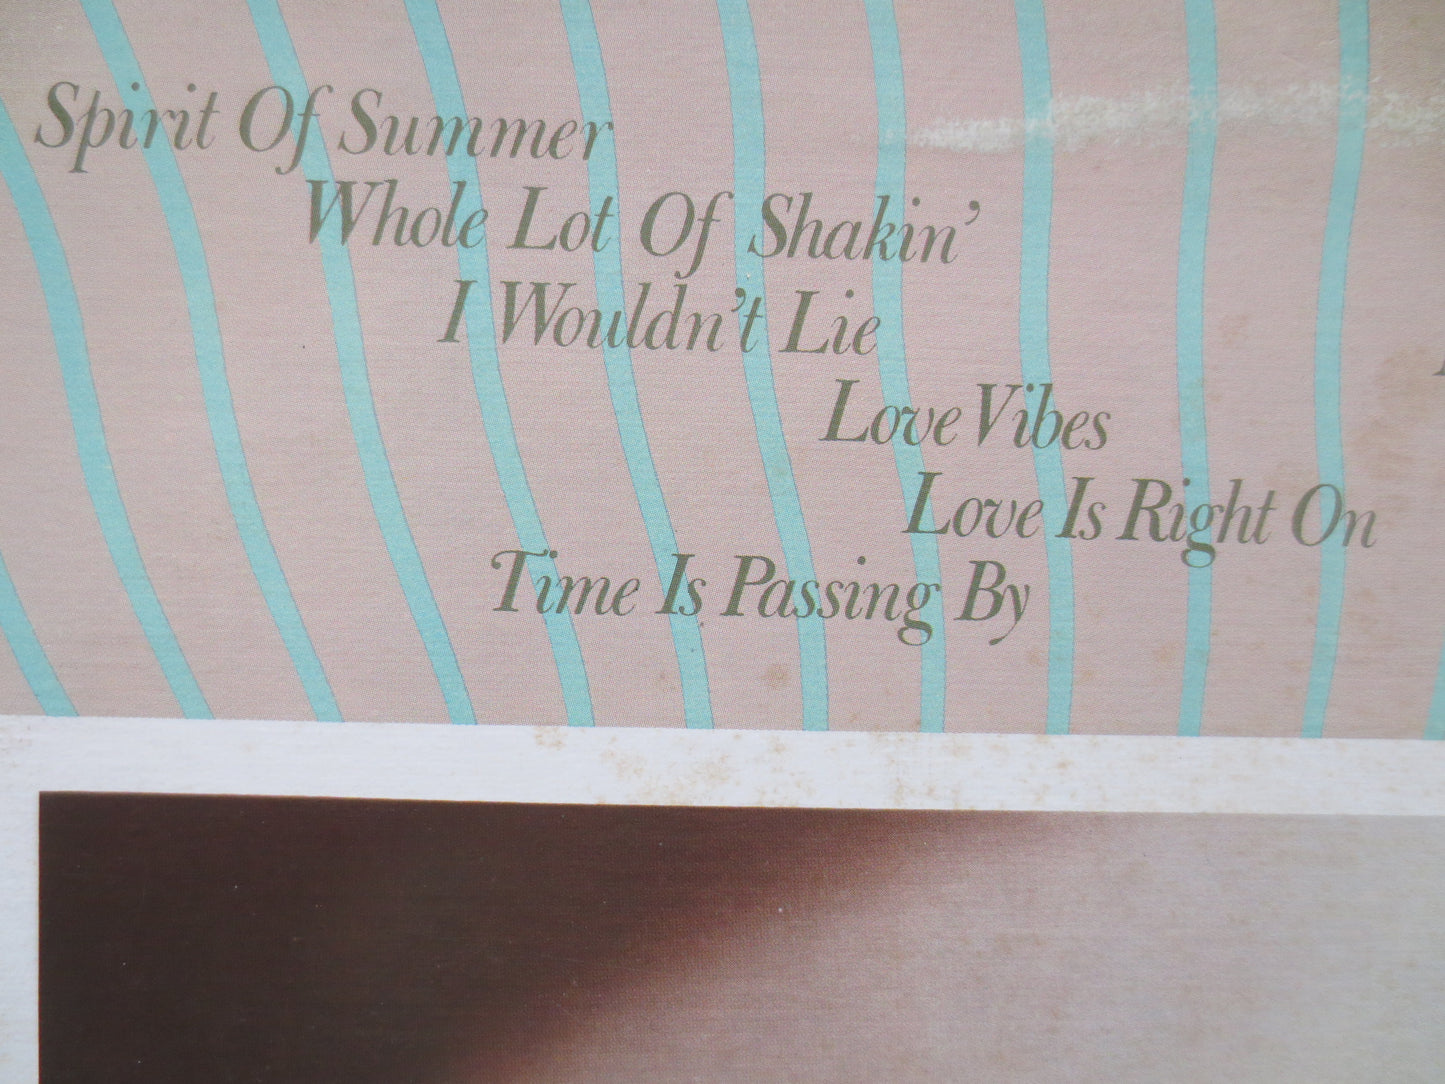 Spirit Of Summer
Whole Lot Of Shakin'
I Wouldn't Lie
Love Vibes
Love Is Right On
Time Is Passing By